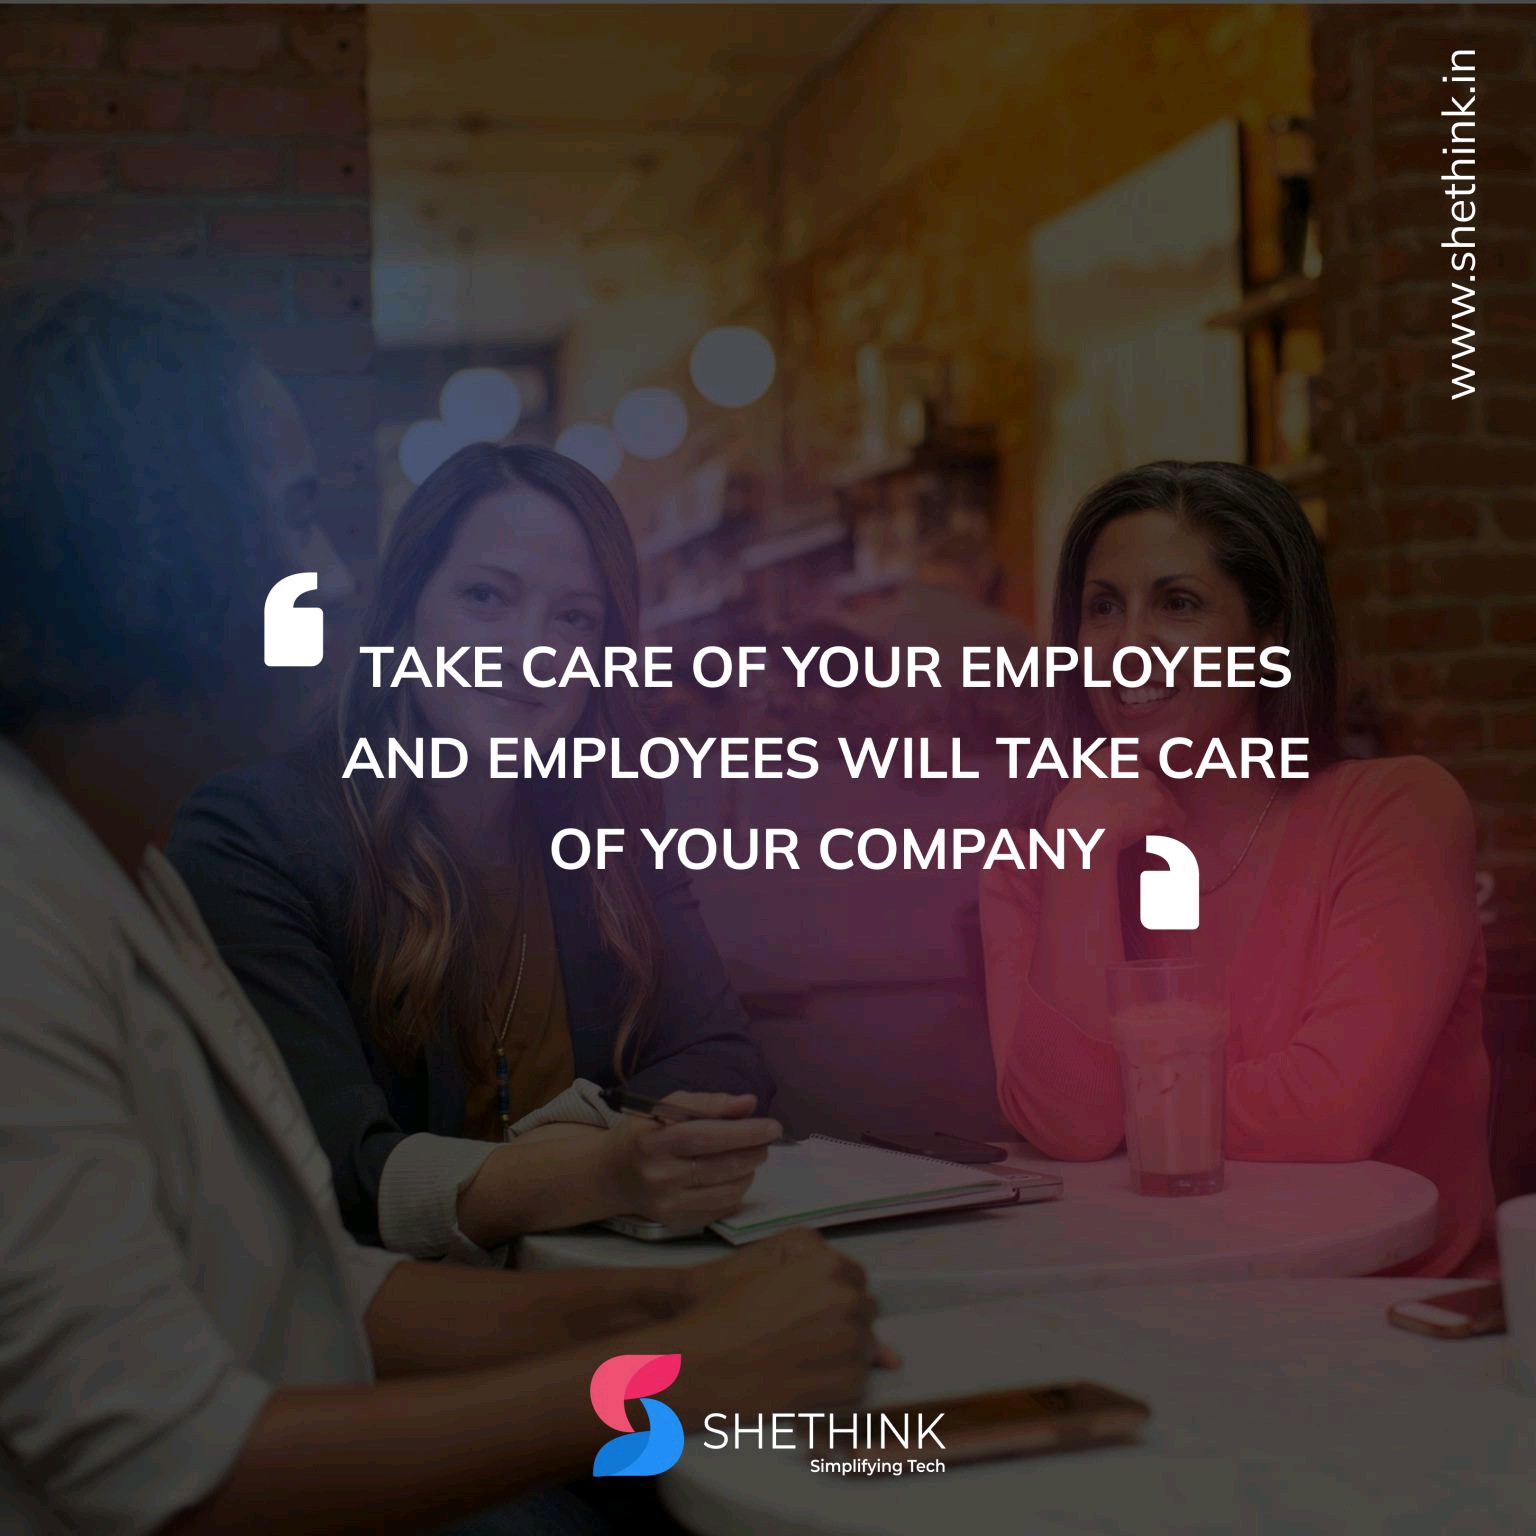 www.shethink.in
TAKE CARE OF YOUR EMPLOYEES
AND EMPLOYEES WILL TAKE CARE
OF YOUR COMPANY
SHETHINK
Simplifying Tech